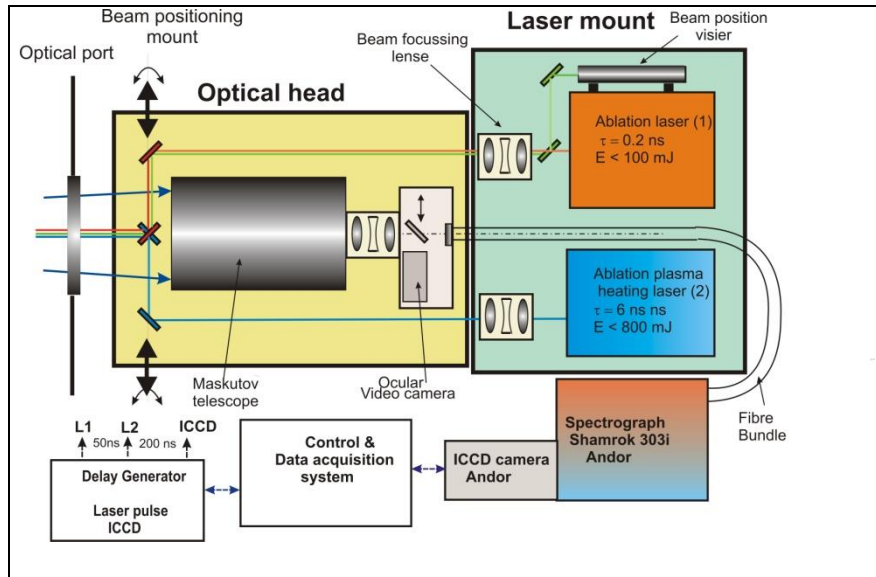 Beam positioning
mount
Optical port
Optical head
Beam focussing
lense
Laser mount
Beam position
visier
Ablation laser (1)
τ = 0.2 ns
E < 100 mJ
Ablation plasma
heating laser (2)
τ = 6 ns ns
E < 800 mJ
Maskutov
telescope
Ocular
Video camera
Fibre
Bundle
L1
50ns
L2
200 ns
ICCD
Delay Generator
Laser pulse
ICCD
Control &
Data acquisition
system
ICCD camera
Andor
Spectrograph
Shamrok 303i
Andor